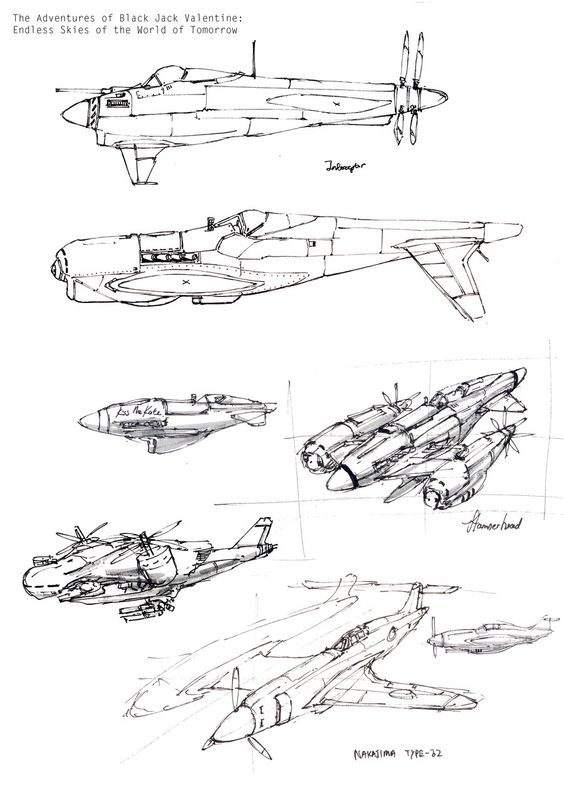 The Adventures of Black Jack Valentine:
Endless Skies of the World of Tomorrow
Interceptor
Kiss Me Kate
Hammerhead
NAKAJIMA TYPE-32